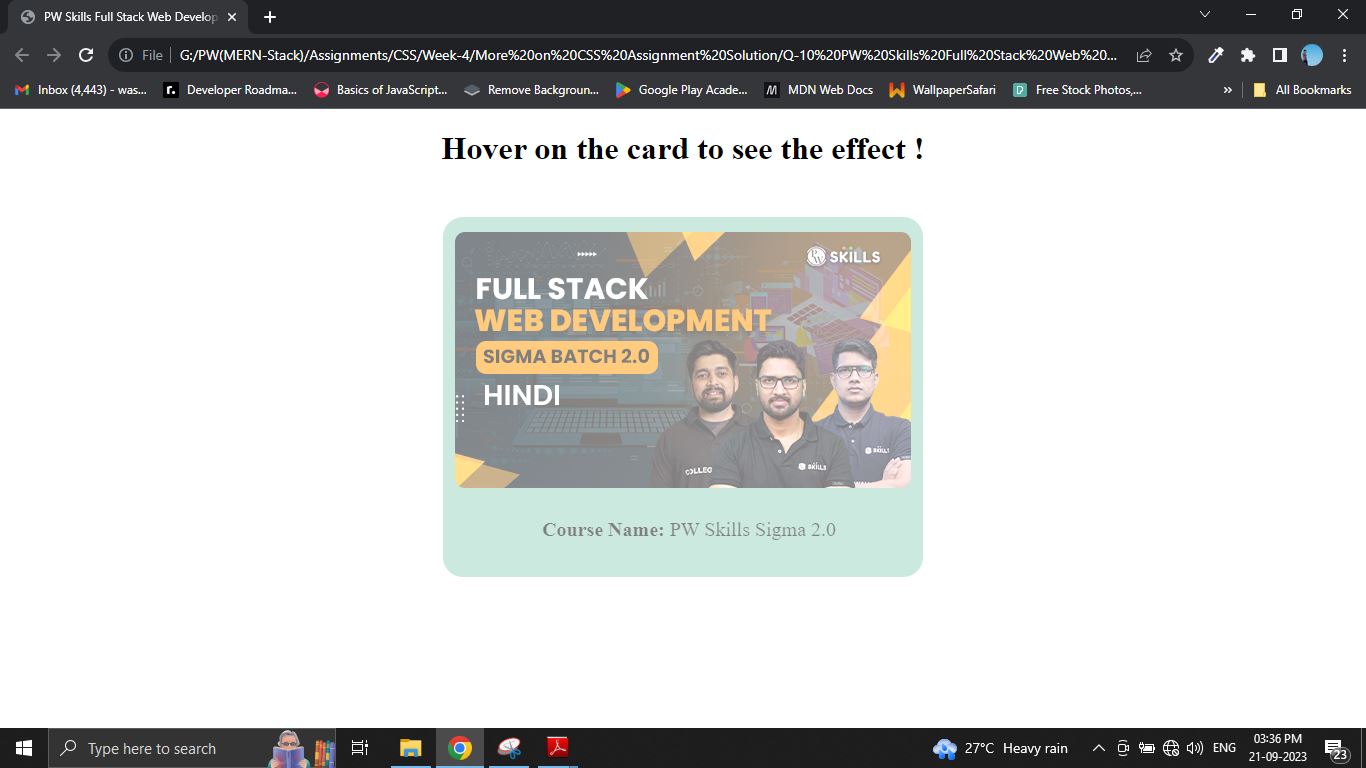 PW Skills Full Stack Web Develop
File
G:/PW(MERN-Stack)/Assignments/CSS/Week-4/More%20on%20CSS%20Assignment%20Solution/Q-10%20PW%20Skills%20Full%20Stack%20Web%20...
Inbox (4,443) - was...
r.
Developer Roadma...
Basics of JavaScript...
Remove Backgroun...
Google Play Acade...
MDN Web Docs
WallpaperSafari
Free Stock Photos,...
»
All Bookmarks
Hover on the card to see the effect !
PW SKILLS
FULL STACK
WEB DEVELOPMENT
SIGMA BATCH 2.0
HINDI
COLLEG
SKILLS
SKILLS
Course Name: PW Skills Sigma 2.0
Type here to search
27°C Heavy rain
ENG
03:36 PM
21-09-2023
23